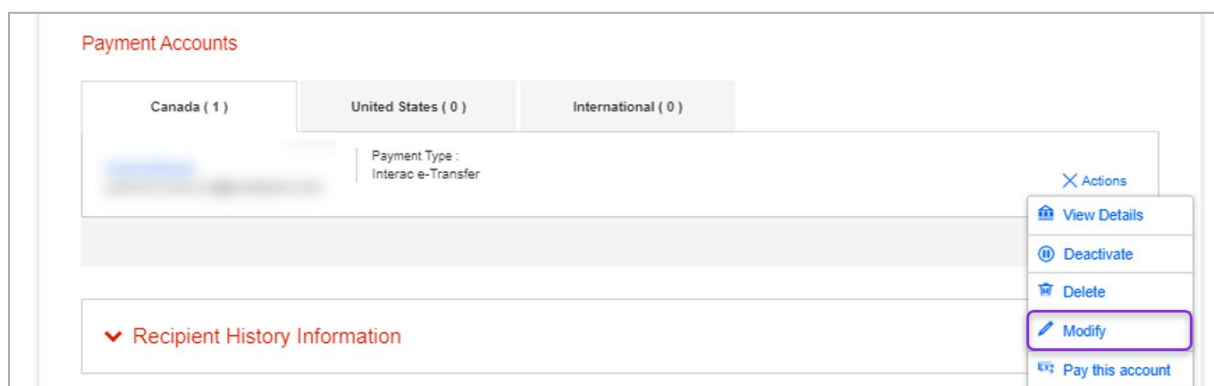 Payment Accounts
Canada ( 1 )
United States ( 0 )
International ( 0 )
Payment Type :
Interac e-Transfer
Actions
View Details
Deactivate
Delete
Modify
Pay this account
Recipient History Information